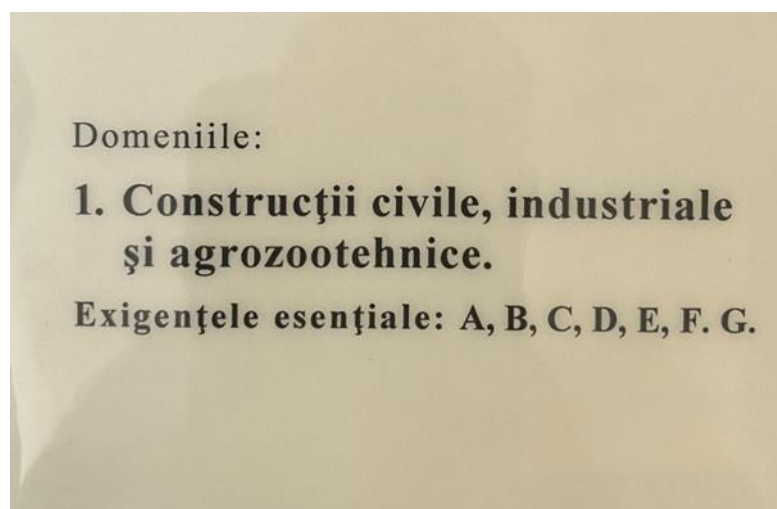 Domeniile:
1. Construcţii civile, industriale
şi agrozootehnice.
Exigenţele esenţiale: A, B, C, D, E, F. G.